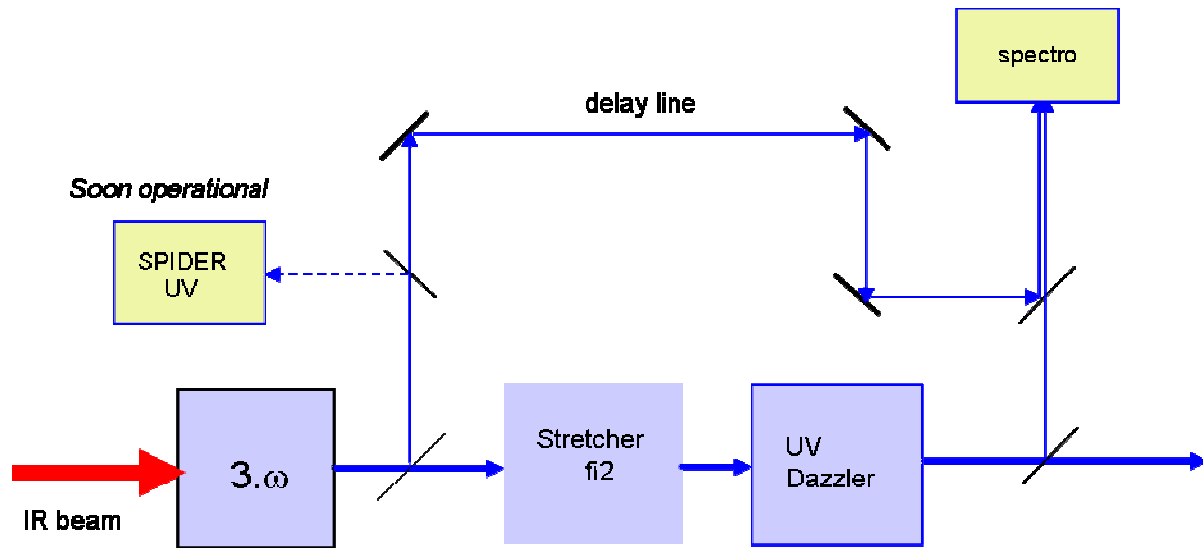 spectro
delay line
Soon operational
SPIDER
UV
3.ω
Stretcher
fi2
UV
Dazzler
IR beam